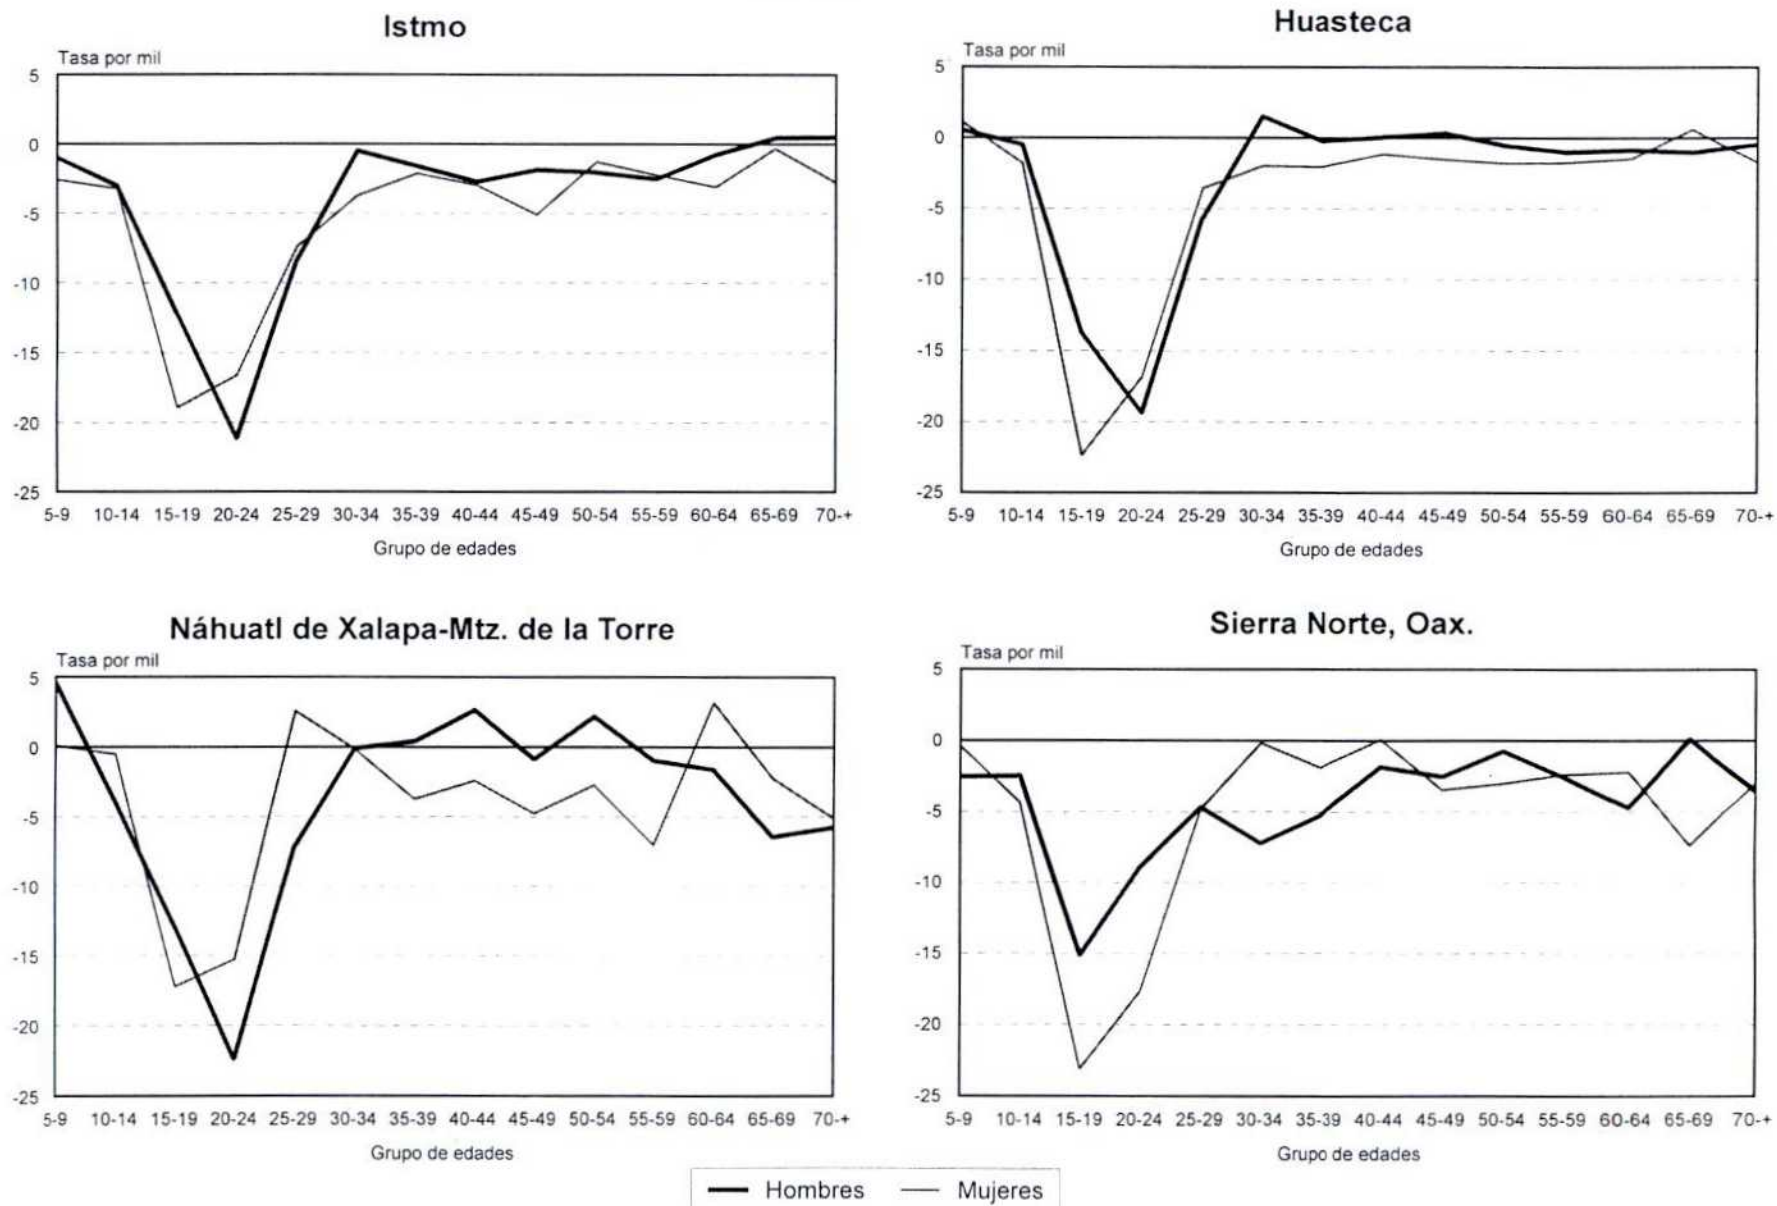 Istmo
Tasa por mil
5
0
-5
-10
-15
-20
-25
5-9 10-14 15-19 20-24 25-29 30-34 35-39 40-44 45-49 50-54 55-59 60-64 65-69 70-+
Grupo de edades
Huasteca
Tasa por mil
5
0
-5
-10
-15
-20
-25
5-9 10-14 15-19 20-24 25-29 30-34 35-39 40-44 45-49 50-54 55-59 60-64 65-69 70-+
Grupo de edades
Náhuatl de Xalapa-Mtz. de la Torre
Tasa por mil
5
0
-5
-10
-15
-20
-25
5-9 10-14 15-19 20-24 25-29 30-34 35-39 40-44 45-49 50-54 55-59 60-64 65-69 70-+
Grupo de edades
Sierra Norte, Oax.
Tasa por mil
5
0
-5
-10
-15
-20
-25
5-9 10-14 15-19 20-24 25-29 30-34 35-39 40-44 45-49 50-54 55-59 60-64 65-69 70-+
Grupo de edades
Hombres Mujeres